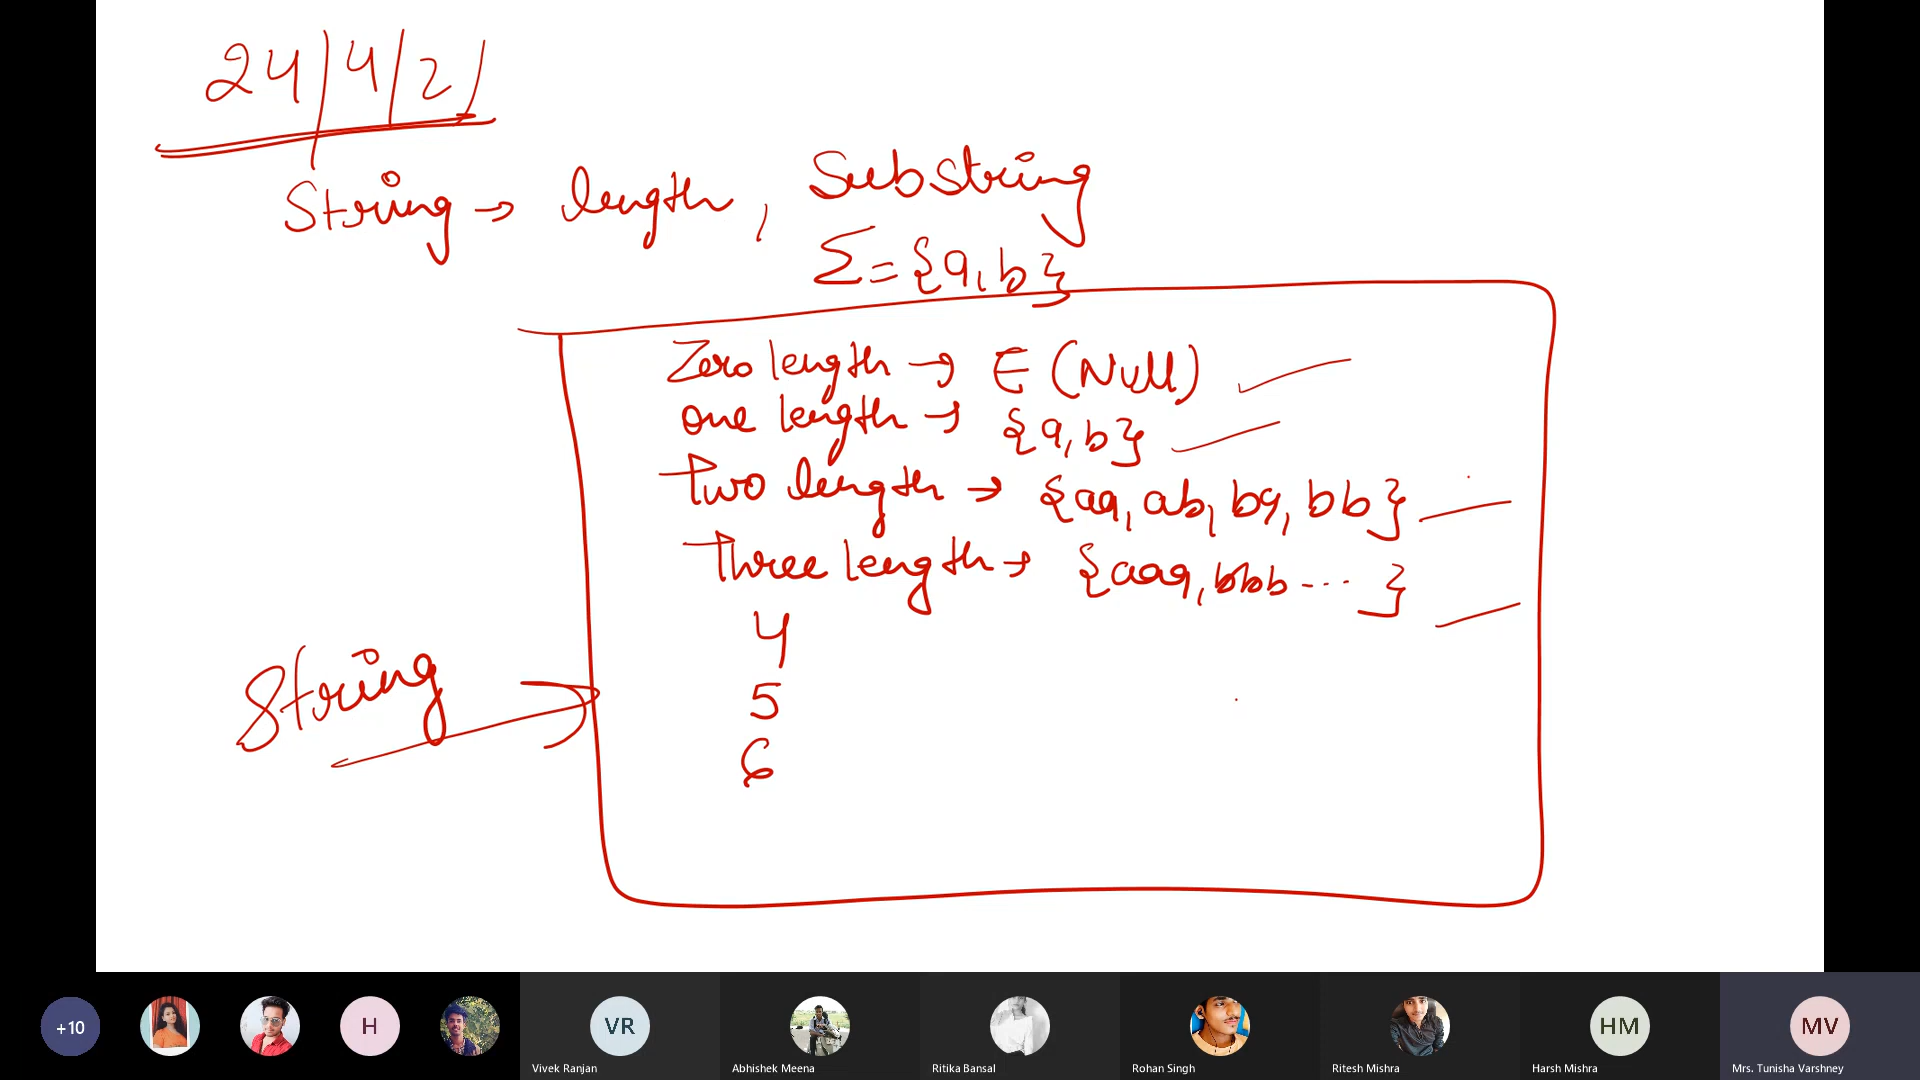 24/4/21
String → length, Substring
Σ = {a, b}
Zero length → ∈ (Null)
one length → {a, b}
Two length → {aa, ab, ba, bb}
Three length → {aaa, bbb --- }
4
5
6
String
+10
H
VR
HM
MV
Vivek Ranjan
Abhishek Meena
Ritika Bansal
Rohan Singh
Ritesh Mishra
Harsh Mishra
Mrs. Tunisha Varshney